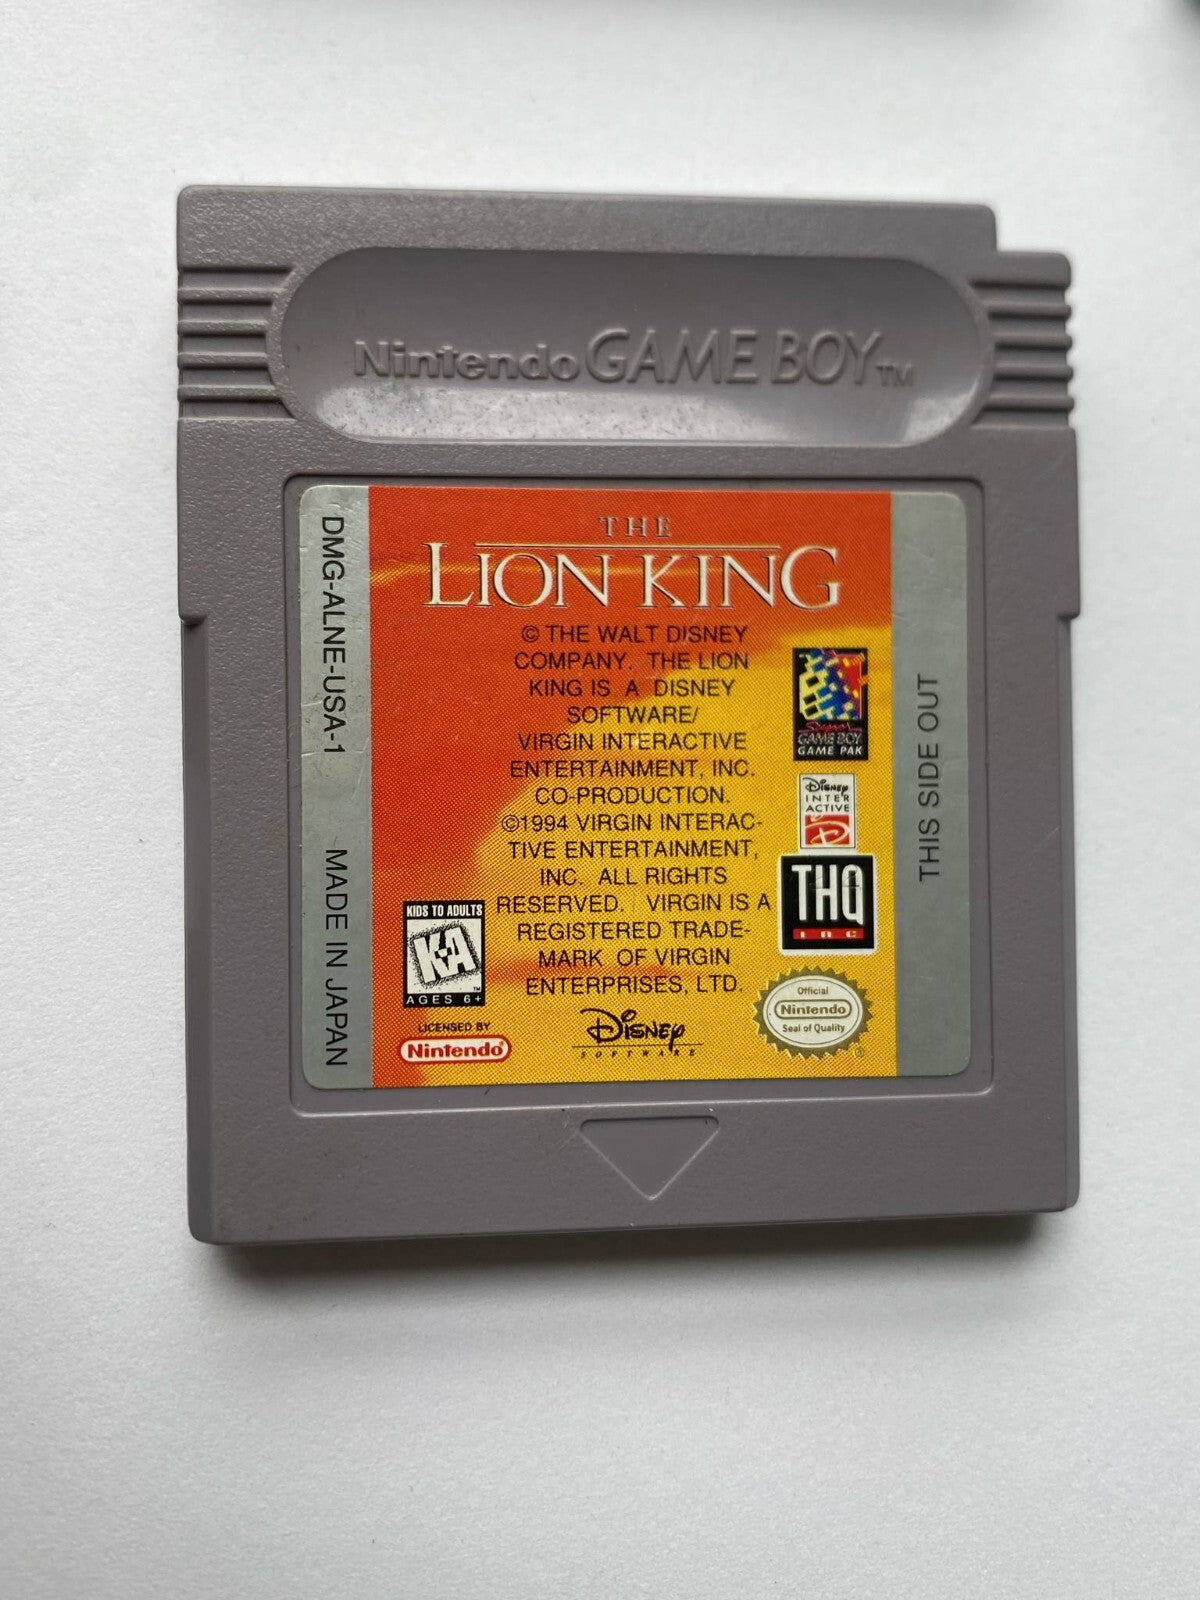 Nintendo GAME BOY™
DMG-ALNE-USA-1
MADE IN JAPAN
THE
LION KING
© THE WALT DISNEY
COMPANY. THE LION
KING IS A DISNEY
SOFTWARE/
VIRGIN INTERACTIVE
ENTERTAINMENT, INC.
CO-PRODUCTION.
©1994 VIRGIN INTERAC-
TIVE ENTERTAINMENT,
INC. ALL RIGHTS
RESERVED. VIRGIN IS A
REGISTERED TRADE-
MARK OF VIRGIN
ENTERPRISES, LTD.
KIDS TO ADULTS
K-A
™
AGES 6+
LICENSED BY
Nintendo®
DISNEY
SOFTWARE
Super
GAME BOY
GAME PAK
DISNEY
INTER
ACTIVE
D
THQ
INC
Official
Nintendo
Seal of Quality
®
THIS SIDE OUT